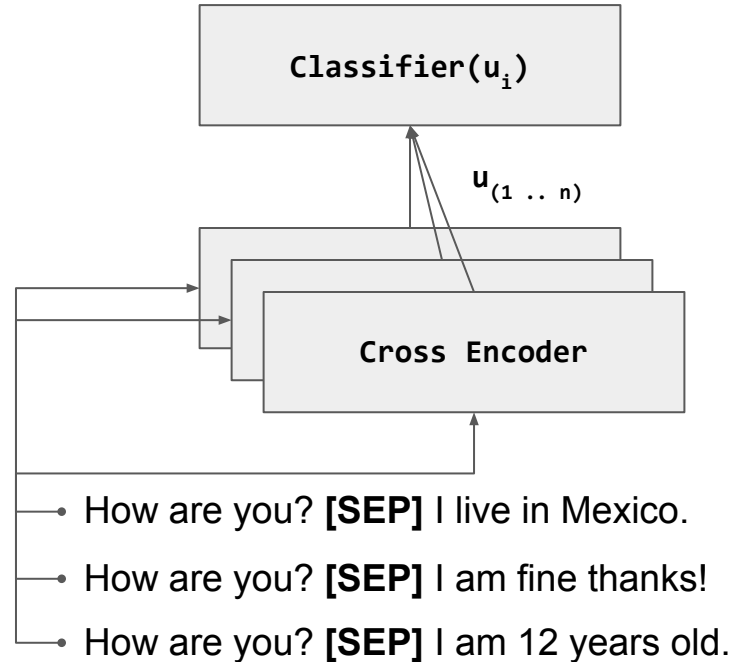 Classifier(u_i)
u_(1 .. n)
Cross Encoder
How are you? [SEP] I live in Mexico.
How are you? [SEP] I am fine thanks!
How are you? [SEP] I am 12 years old.